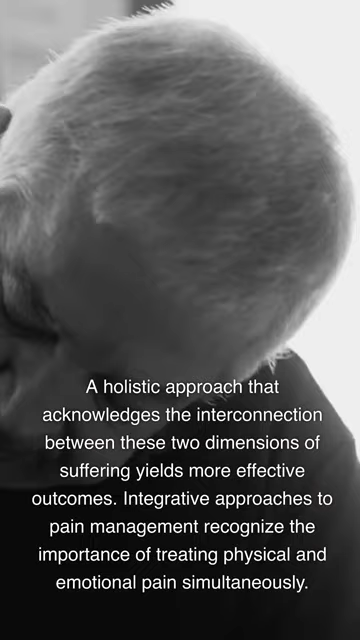 A holistic approach that
acknowledges the interconnection
between these two dimensions of
suffering yields more effective
outcomes. Integrative approaches to
pain management recognize the
importance of treating physical and
emotional pain simultaneously.